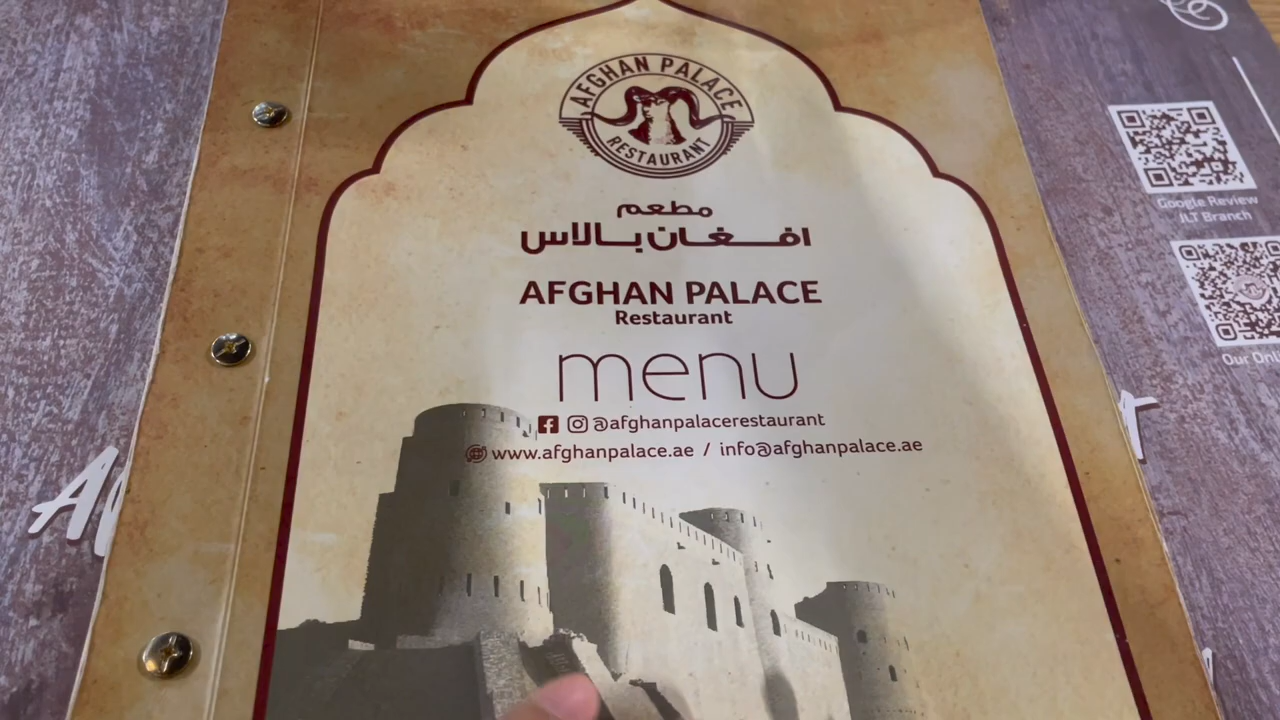 AFGHAN PALACE
RESTAURANT
مطعم
افغان بالاس
AFGHAN PALACE
Restaurant
menu
@afghanpalacerestaurant
www.afghanpalace.ae / info@afghanpalace.ae
Google Review
JLT Branch
Our